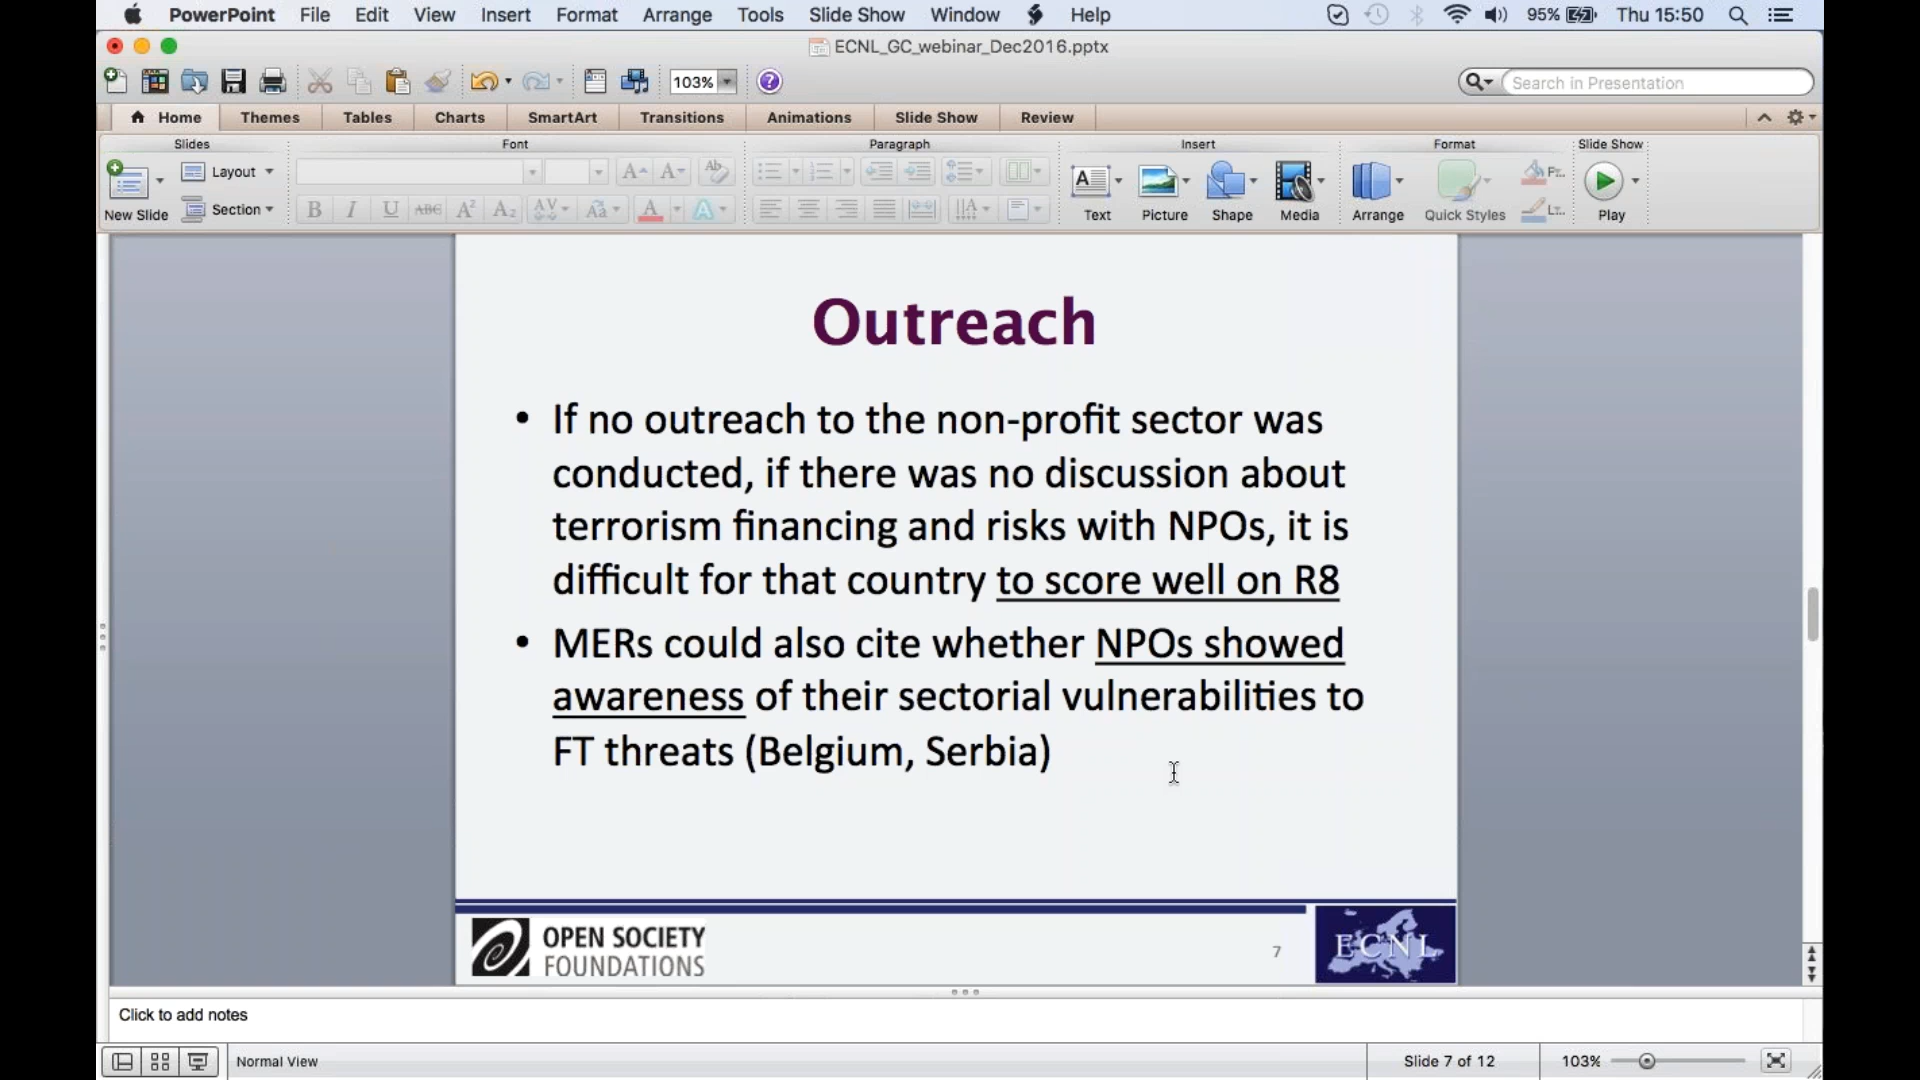 PowerPoint File Edit View Insert Format Arrange Tools Slide Show Window Help 95% Thu 15:50
ECNL_GC_webinar_Dec2016.pptx
103% Search in Presentation
Home Themes Tables Charts SmartArt Transitions Animations Slide Show Review
Slides Font Paragraph Insert Format Slide Show
Layout
New Slide Section
Text Picture Shape Media Arrange Quick Styles Play
Outreach
• If no outreach to the non-profit sector was
conducted, if there was no discussion about
terrorism financing and risks with NPOs, it is
difficult for that country to score well on R8
• MERs could also cite whether NPOs showed
awareness of their sectorial vulnerabilities to
FT threats (Belgium, Serbia)
OPEN SOCIETY
FOUNDATIONS
7
ECNL
Click to add notes
Normal View Slide 7 of 12 103%